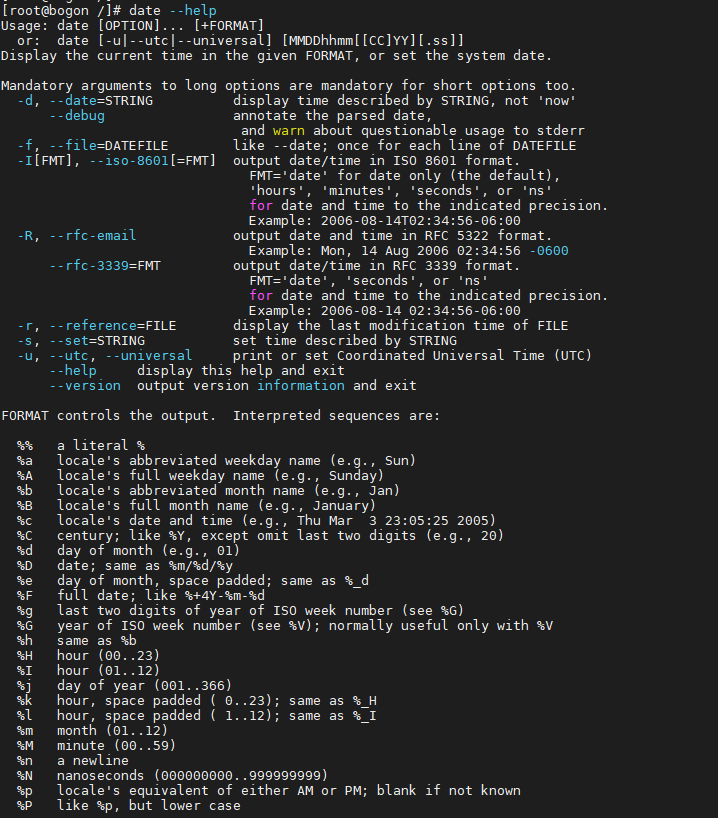 [root@bogon /]# date --help
Usage: date [OPTION]... [+FORMAT]
  or:  date [-u|--utc|--universal] [MMDDhhmm[[CC]YY][.ss]]
Display the current time in the given FORMAT, or set the system date.

Mandatory arguments to long options are mandatory for short options too.
  -d, --date=STRING          display time described by STRING, not 'now'
      --debug                annotate the parsed date,
                              and warn about questionable usage to stderr
  -f, --file=DATEFILE        like --date; once for each line of DATEFILE
  -I[FMT], --iso-8601[=FMT]  output date/time in ISO 8601 format.
                               FMT='date' for date only (the default),
                               'hours', 'minutes', 'seconds', or 'ns'
                               for date and time to the indicated precision.
                               Example: 2006-08-14T02:34:56-06:00
  -R, --rfc-email            output date and time in RFC 5322 format.
                               Example: Mon, 14 Aug 2006 02:34:56 -0600
      --rfc-3339=FMT         output date/time in RFC 3339 format.
                               FMT='date', 'seconds', or 'ns'
                               for date and time to the indicated precision.
                               Example: 2006-08-14 02:34:56-06:00
  -r, --reference=FILE       display the last modification time of FILE
  -s, --set=STRING           set time described by STRING
  -u, --utc, --universal     print or set Coordinated Universal Time (UTC)
      --help     display this help and exit
      --version  output version information and exit

FORMAT controls the output.  Interpreted sequences are:

  %%   a literal %
  %a   locale's abbreviated weekday name (e.g., Sun)
  %A   locale's full weekday name (e.g., Sunday)
  %b   locale's abbreviated month name (e.g., Jan)
  %B   locale's full month name (e.g., January)
  %c   locale's date and time (e.g., Thu Mar  3 23:05:25 2005)
  %C   century; like %Y, except omit last two digits (e.g., 20)
  %d   day of month (e.g., 01)
  %D   date; same as %m/%d/%y
  %e   day of month, space padded; same as %_d
  %F   full date; like %+4Y-%m-%d
  %g   last two digits of year of ISO week number (see %G)
  %G   year of ISO week number (see %V); normally useful only with %V
  %h   same as %b
  %H   hour (00..23)
  %I   hour (01..12)
  %j   day of year (001..366)
  %k   hour, space padded ( 0..23); same as %_H
  %l   hour, space padded ( 1..12); same as %_I
  %m   month (01..12)
  %M   minute (00..59)
  %n   a newline
  %N   nanoseconds (000000000..999999999)
  %p   locale's equivalent of either AM or PM; blank if not known
  %P   like %p, but lower case